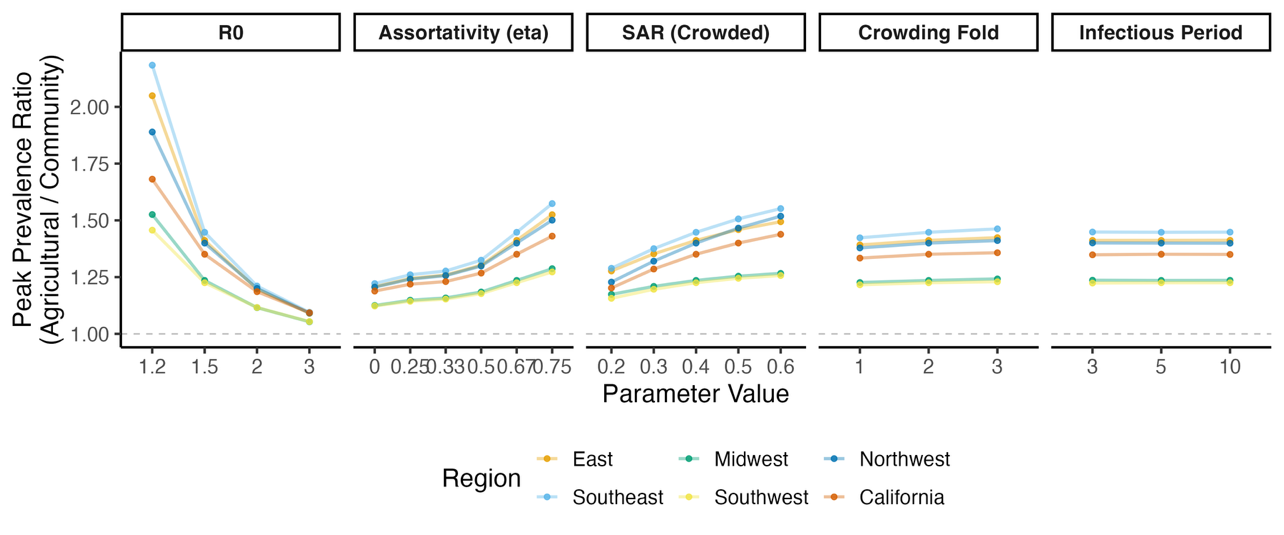 R0 Assortativity (eta) SAR (Crowded) Crowding Fold Infectious Period
Peak Prevalence Ratio
(Agricultural / Community)
2.00
1.75
1.50
1.25
1.00
1.2 1.5 2 3 0 0.25 0.33 0.5 0.67 0.75 0.2 0.3 0.4 0.5 0.6 1 2 3 3 5 10
Parameter Value
Region
East Midwest Northwest
Southeast Southwest California